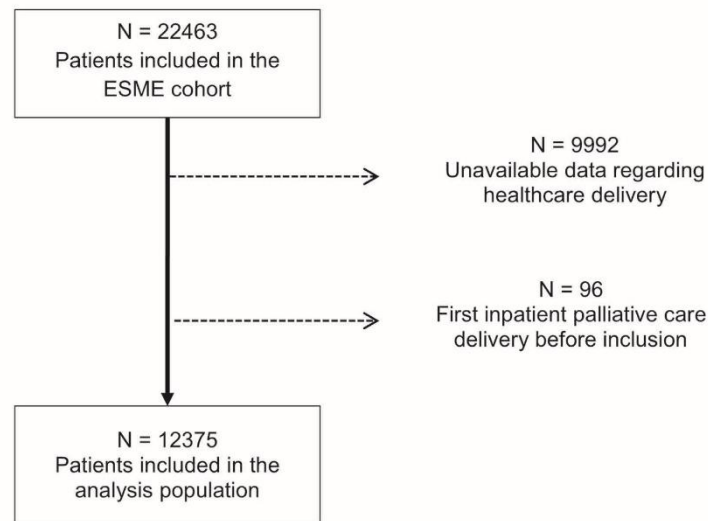 N = 22463
Patients included in the
ESME cohort
N = 9992
Unavailable data regarding
healthcare delivery
N = 96
First inpatient palliative care
delivery before inclusion
N = 12375
Patients included in the
analysis population